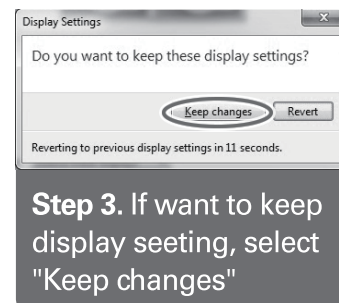 Display Settings
Do you want to keep these display settings?
Keep changes Revert
Reverting to previous display settings in 11 seconds.
Step 3. If want to keep
display seeting, select
"Keep changes"